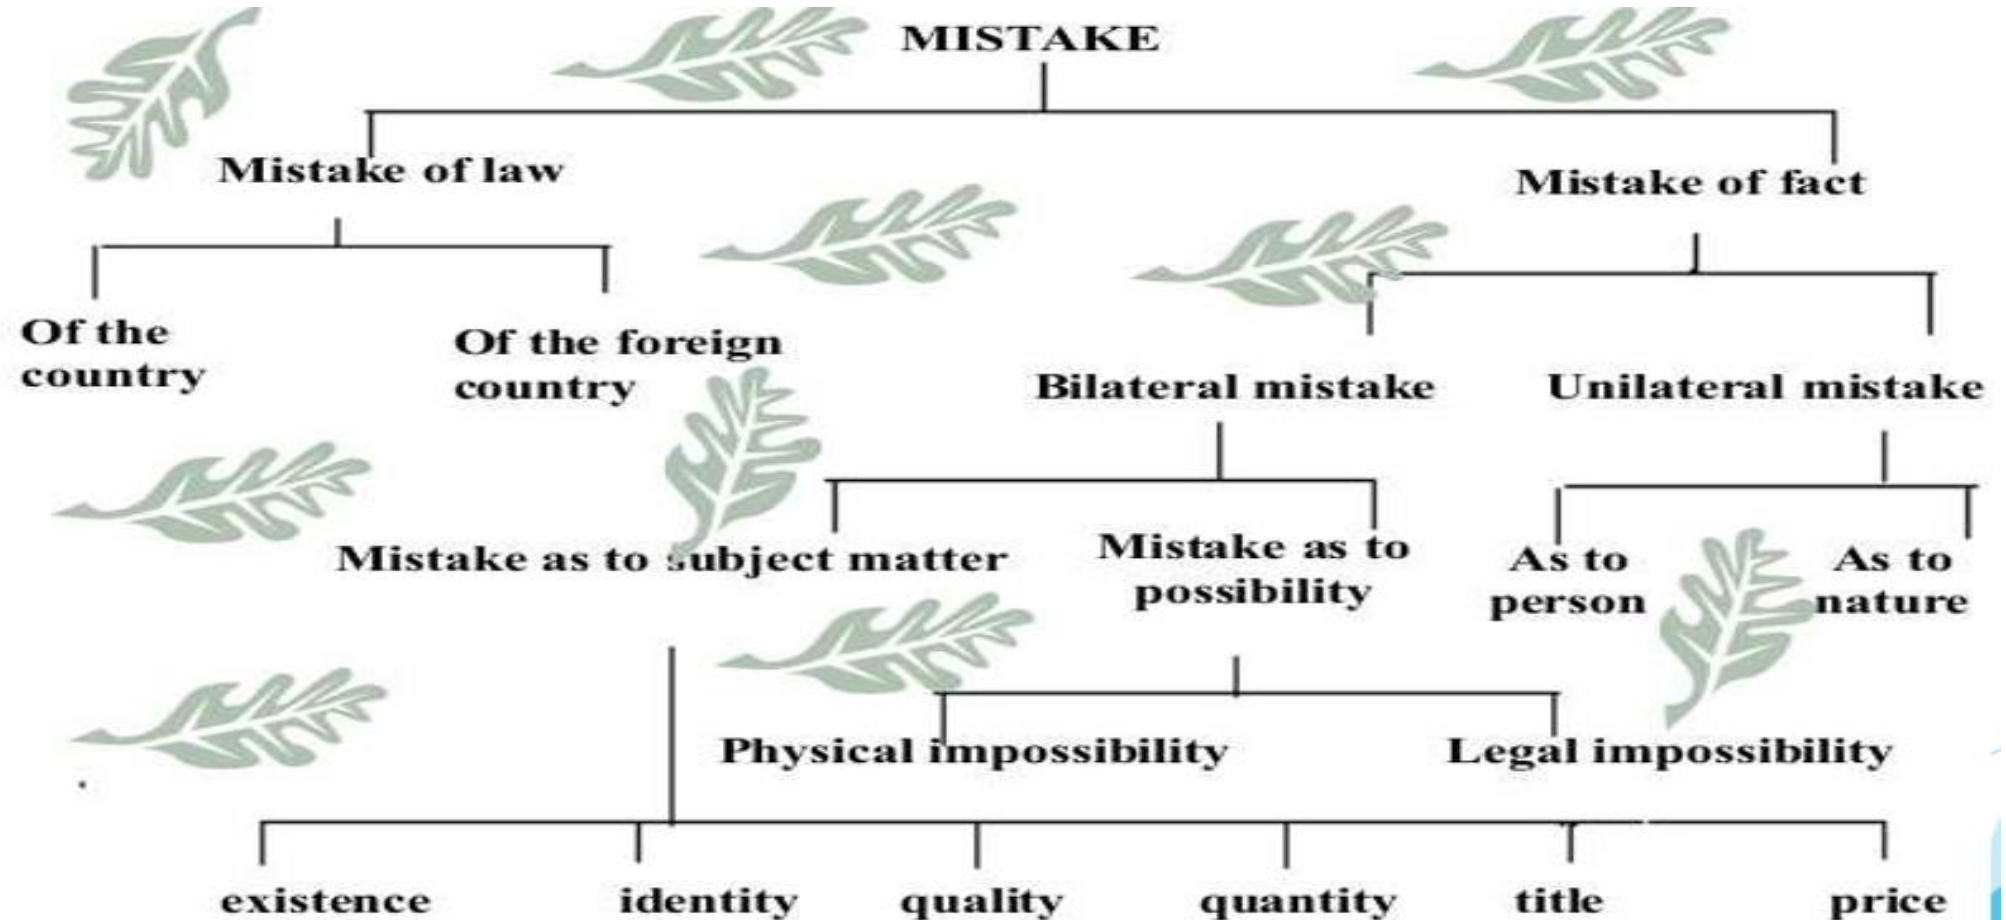 MISTAKE
Mistake of law
Mistake of fact
Of the
country
Of the foreign
country
Bilateral mistake
Unilateral mistake
Mistake as to subject matter
Mistake as to
possibility
As to
person
As to
nature
Physical impossibility
Legal impossibility
existence
identity
quality
quantity
title
price